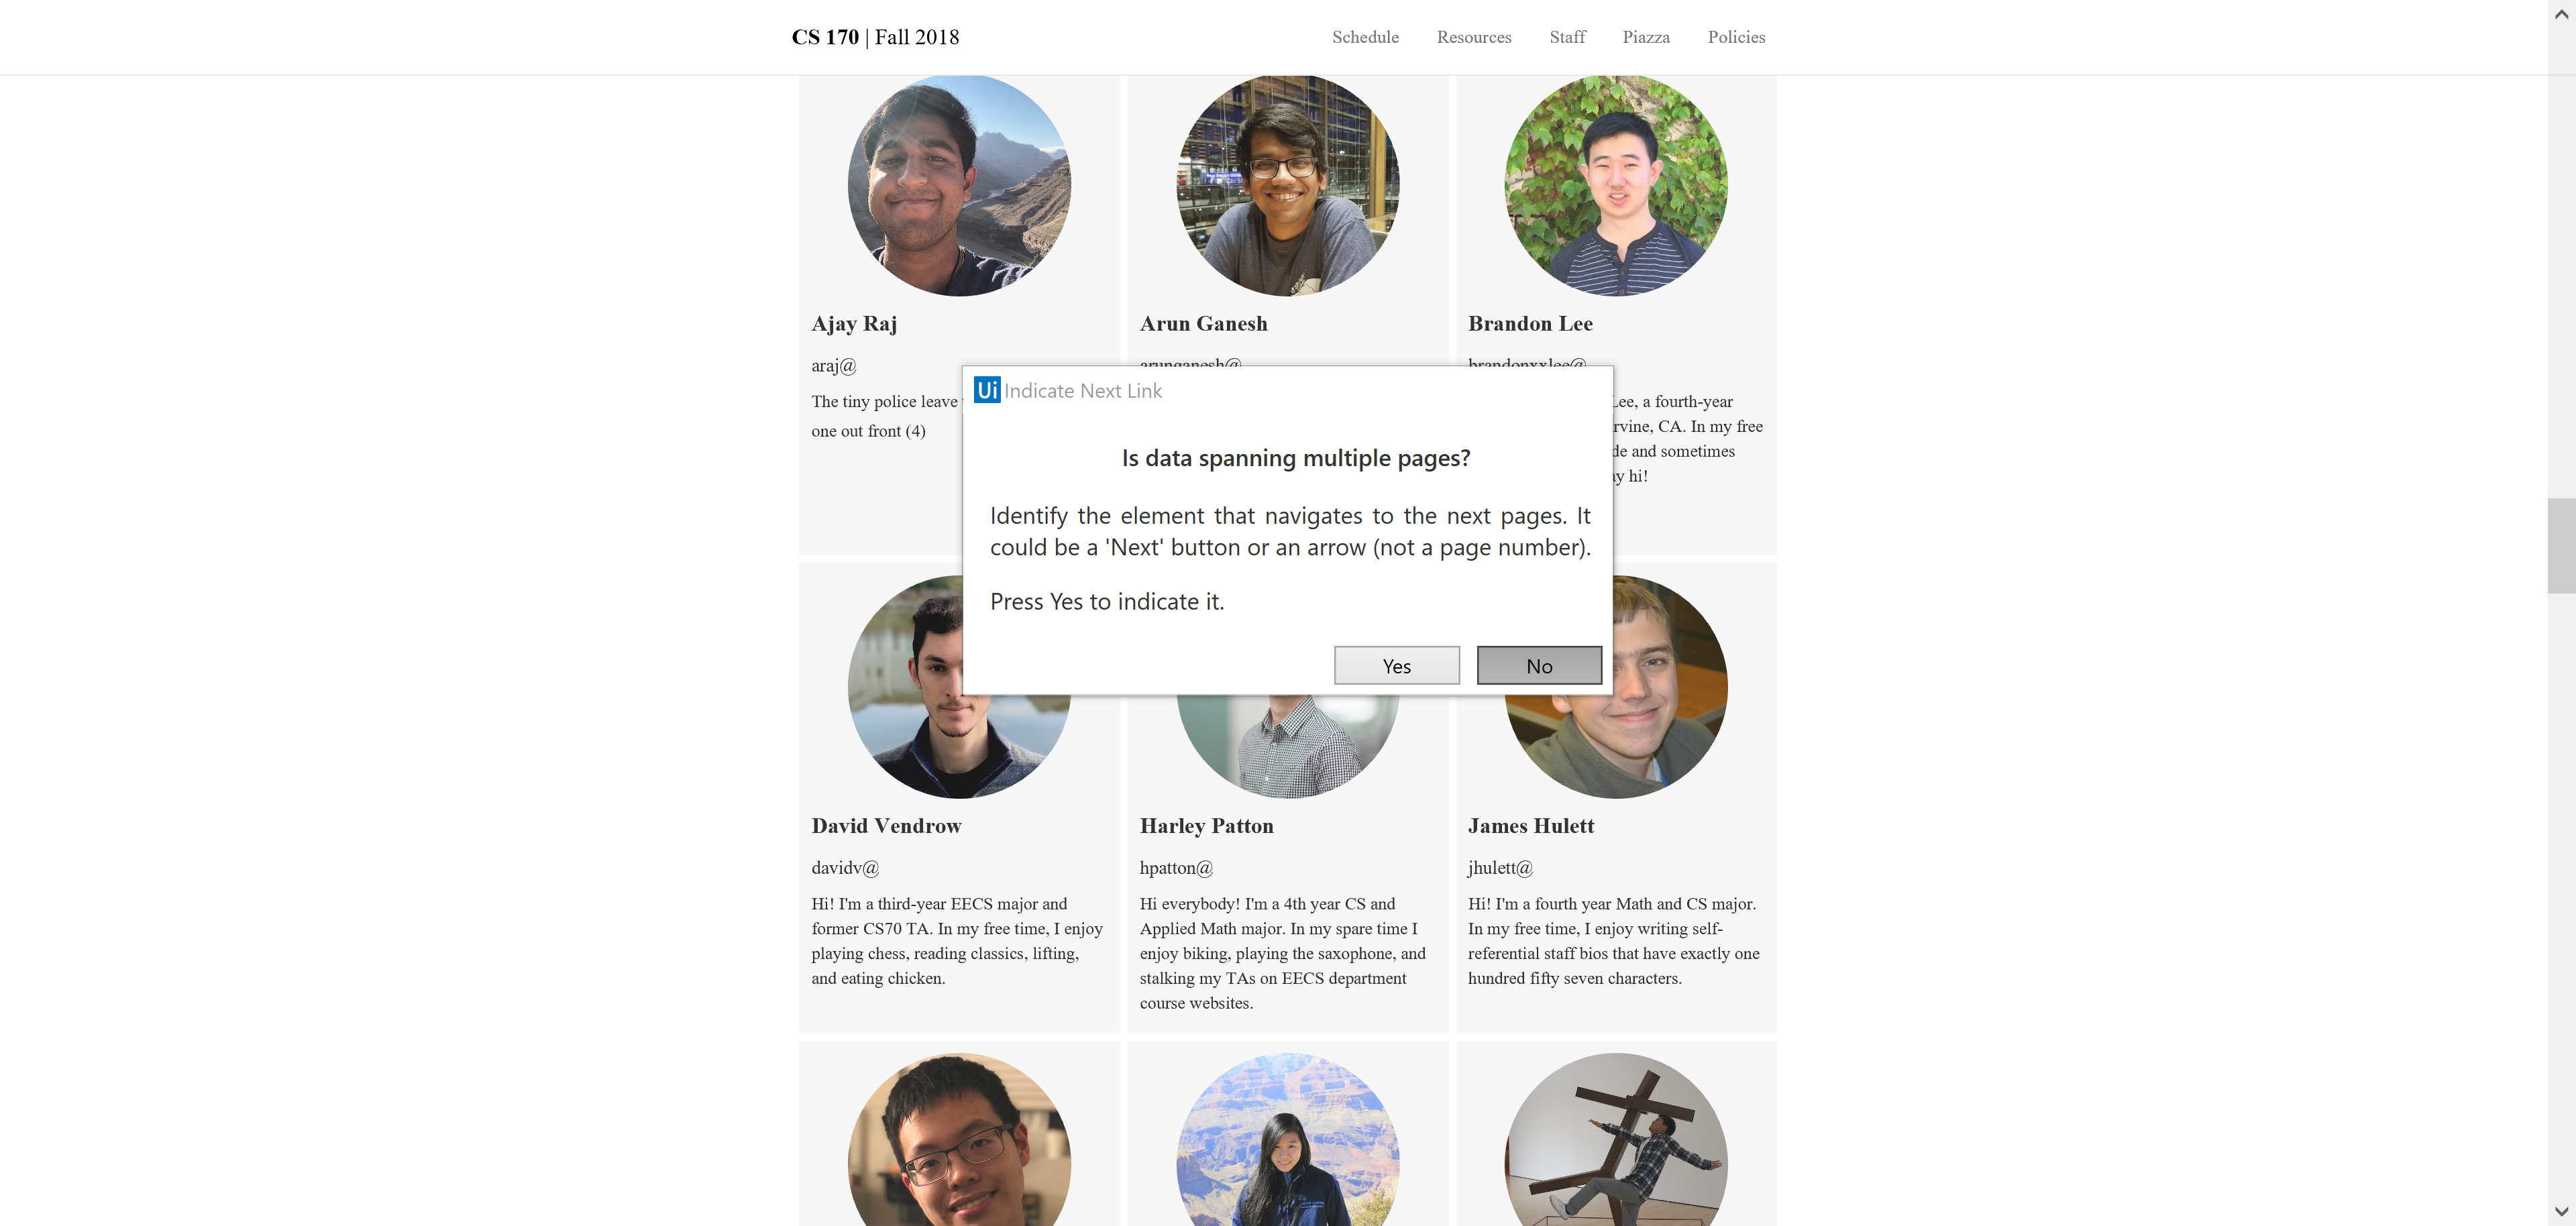 CS 170 | Fall 2018
Schedule Resources Staff Piazza Policies
Ajay Raj
araj@
The tiny police leave
one out front (4)
Arun Ganesh
arunganesh@
Brandon Lee
brandonxxlee@
Lee, a fourth-year
rvine, CA. In my free
de and sometimes
ay hi!
Ui Indicate Next Link
Is data spanning multiple pages?
Identify the element that navigates to the next pages. It
could be a 'Next' button or an arrow (not a page number).
Press Yes to indicate it.
Yes No
David Vendrow
davidv@
Hi! I'm a third-year EECS major and
former CS70 TA. In my free time, I enjoy
playing chess, reading classics, lifting,
and eating chicken.
Harley Patton
hpatton@
Hi everybody! I'm a 4th year CS and
Applied Math major. In my spare time I
enjoy biking, playing the saxophone, and
stalking my TAs on EECS department
course websites.
James Hulett
jhulett@
Hi! I'm a fourth year Math and CS major.
In my free time, I enjoy writing self-
referential staff bios that have exactly one
hundred fifty seven characters.